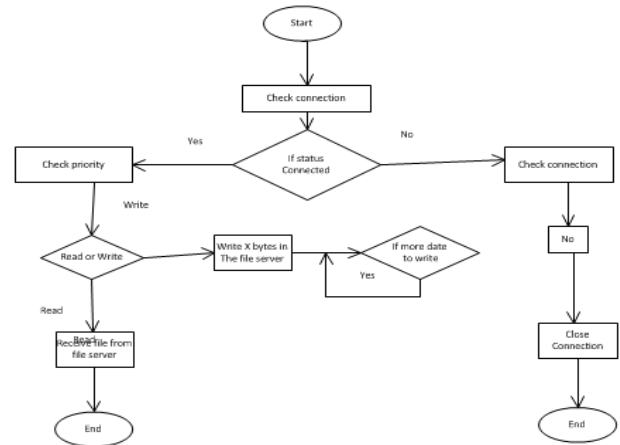 Start
Check connection
Yes
No
If status
Connected
Check priority
Check connection
Write
Read or Write
Write X bytes in
The file server
If more date
to write
No
Yes
Read
Read
Receive file from
file server
Close
Connection
End
End